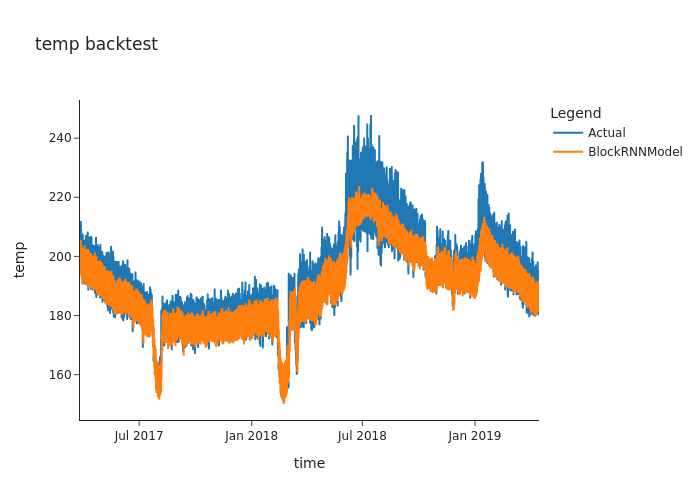 temp backtest
Legend
Actual
BlockRNNModel
temp
240
220
200
180
160
Jul 2017
Jan 2018
Jul 2018
Jan 2019
time